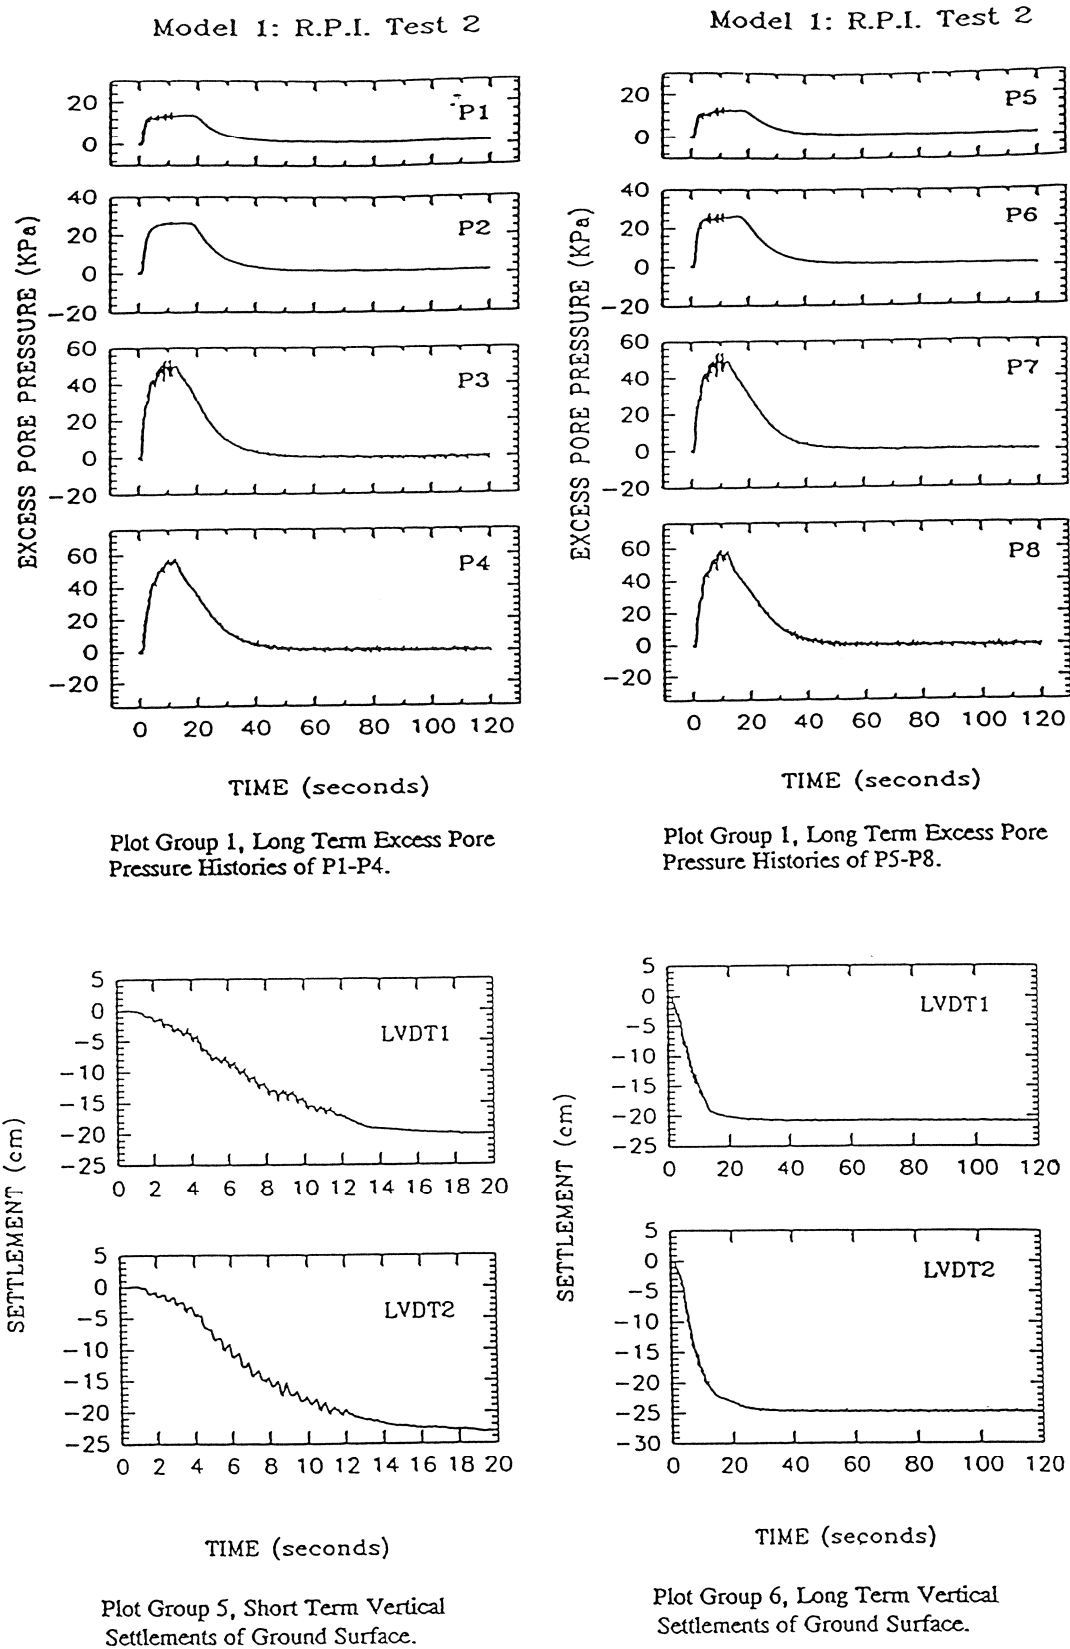 Model 1: R.P.I. Test 2
20
0
P1
40
20
0
-20
P2
60
40
20
0
-20
P3
60
40
20
0
-20
P4
EXCESS PORE PRESSURE (KPa)
0 20 40 60 80 100 120
TIME (seconds)
Plot Group 1, Long Term Excess Pore
Pressure Histories of P1-P4.
Model 1: R.P.I. Test 2
20
0
P5
40
20
0
-20
P6
60
40
20
0
-20
P7
60
40
20
0
-20
P8
EXCESS PORE PRESSURE (KPa)
0 20 40 60 80 100 120
TIME (seconds)
Plot Group 1, Long Term Excess Pore
Pressure Histories of P5-P8.
5
0
-5
-10
-15
-20
-25
LVDT1
0 2 4 6 8 10 12 14 16 18 20
5
0
-5
-10
-15
-20
-25
LVDT2
0 2 4 6 8 10 12 14 16 18 20
SETTLEMENT (cm)
TIME (seconds)
Plot Group 5, Short Term Vertical
Settlements of Ground Surface.
5
0
-5
-10
-15
-20
-25
LVDT1
0 20 40 60 80 100 120
5
0
-5
-10
-15
-20
-25
-30
LVDT2
0 20 40 60 80 100 120
SETTLEMENT (cm)
TIME (seconds)
Plot Group 6, Long Term Vertical
Settlements of Ground Surface.